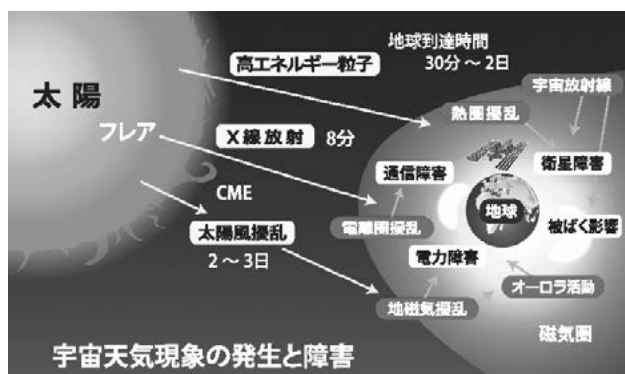 地球到達時間
高エネルギー粒子
30分～2日
太陽
宇宙放射線
熱圏擾乱
フレア
X線放射
8分
衛星障害
通信障害
CME
地球
電離圏擾乱
被ばく影響
太陽風擾乱
電力障害
2～3日
オーロラ活動
地磁気擾乱
磁気圏
宇宙天気現象の発生と障害